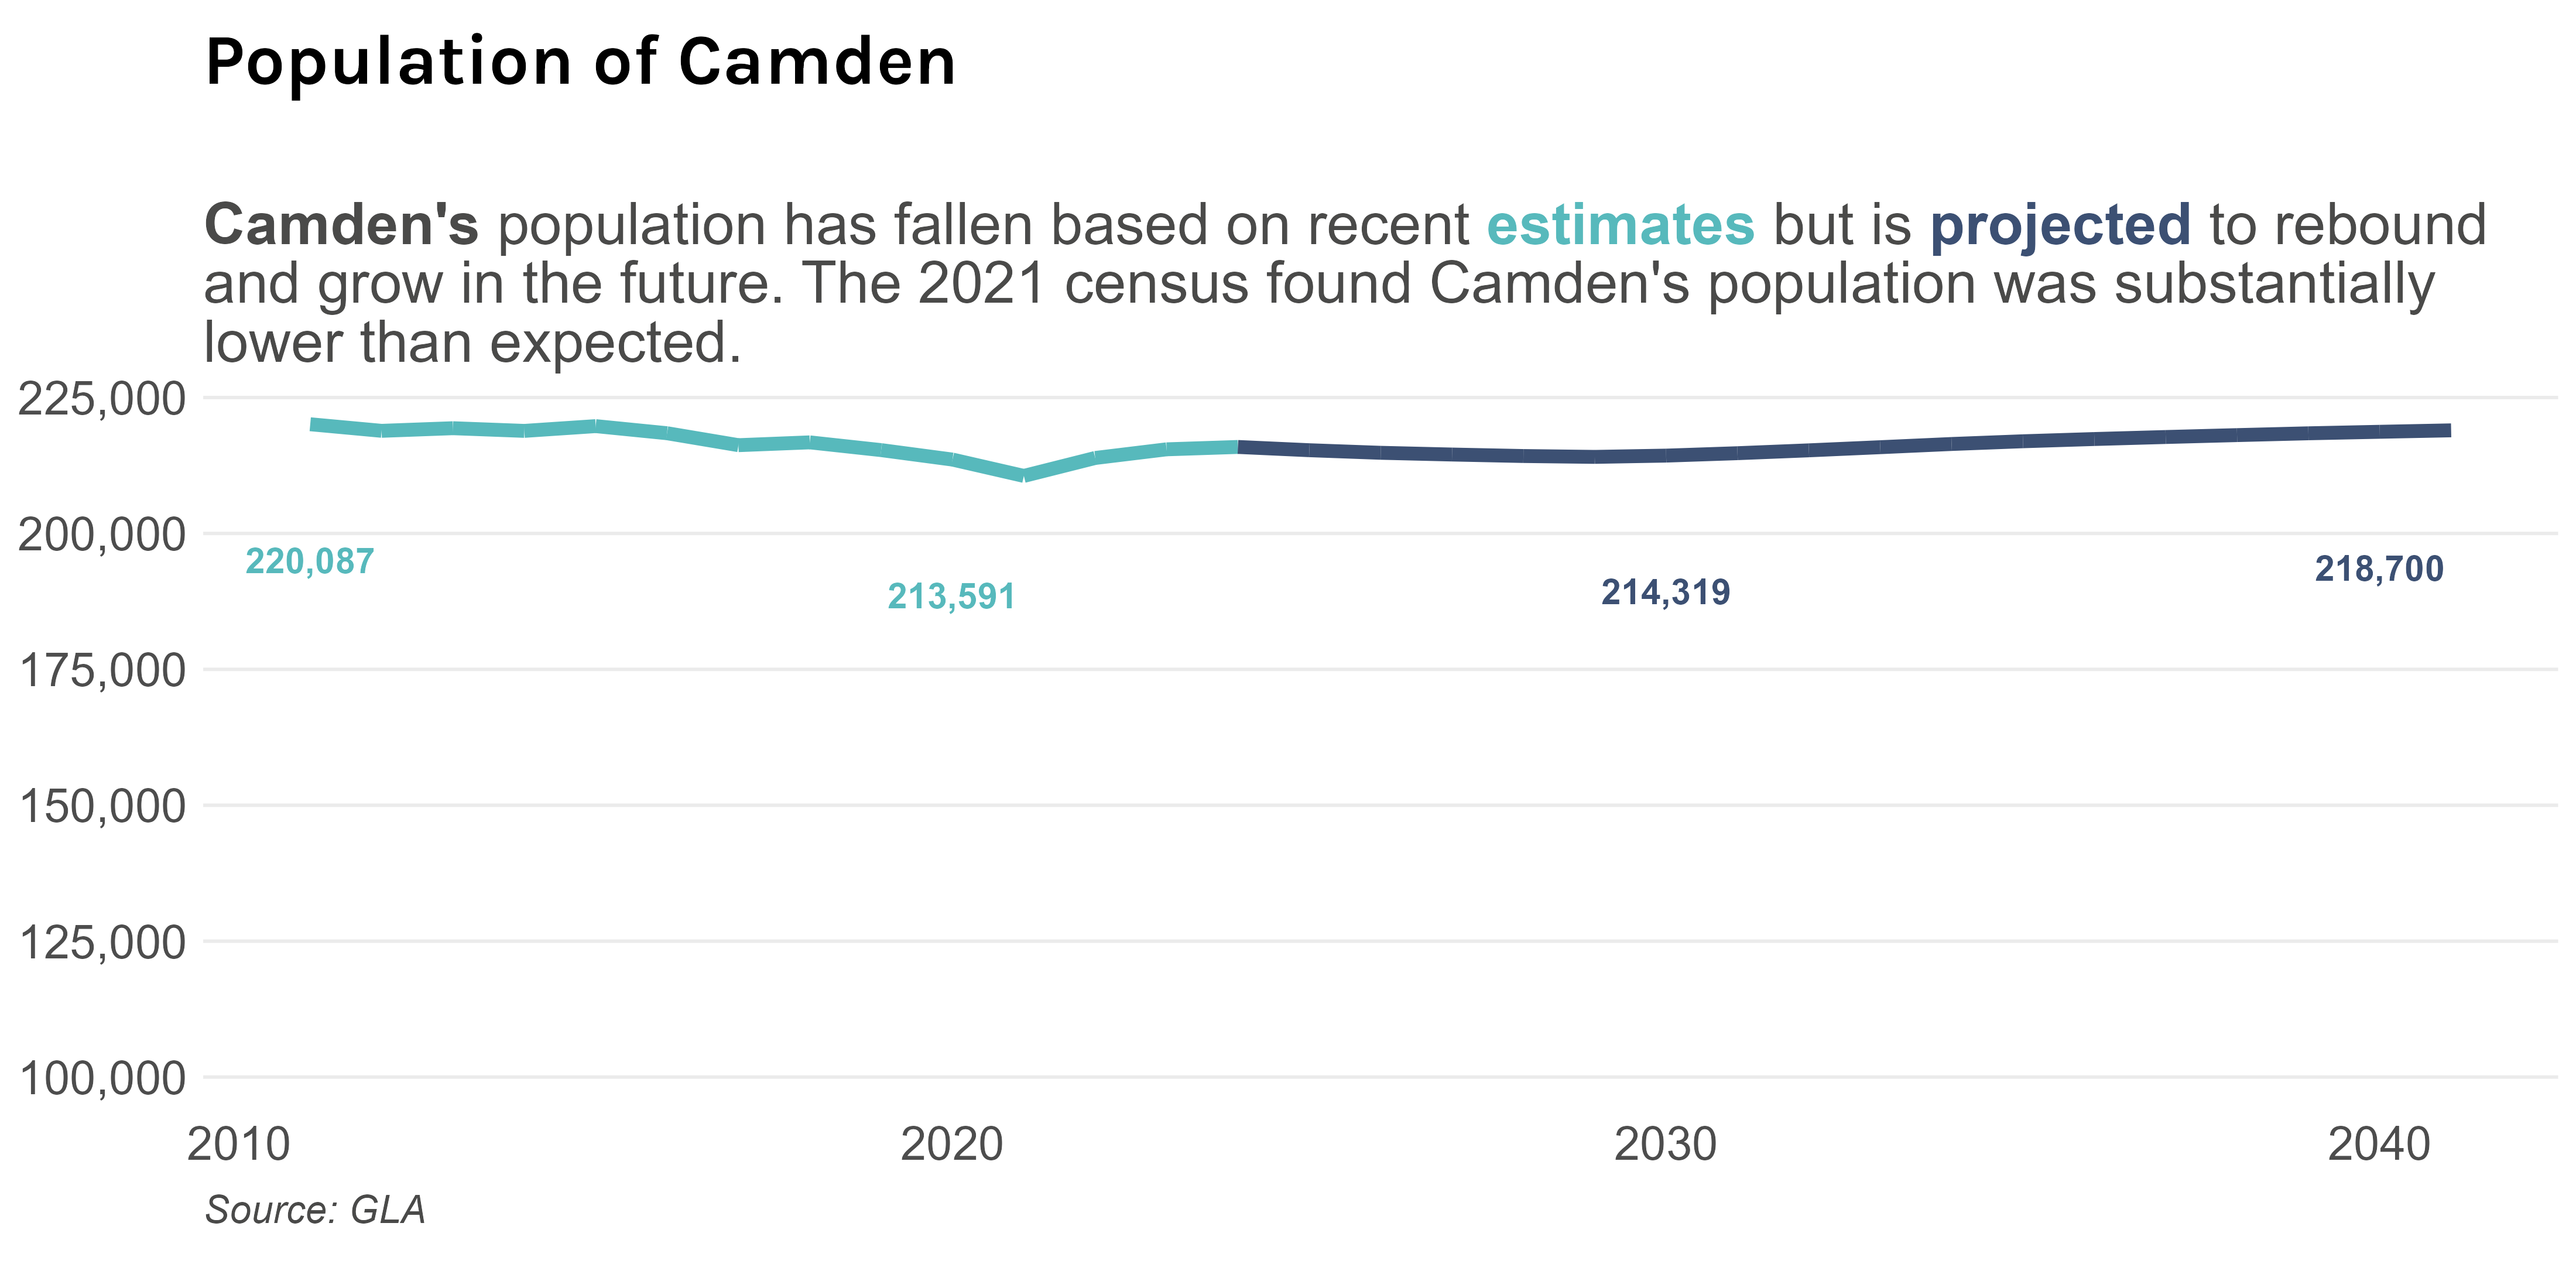 Population of Camden
Camden's population has fallen based on recent estimates but is projected to rebound
and grow in the future. The 2021 census found Camden's population was substantially
lower than expected.
225,000
200,000
220,087
213,591
214,319
218,700
175,000
150,000
125,000
100,000
2010
2020
2030
2040
Source: GLA